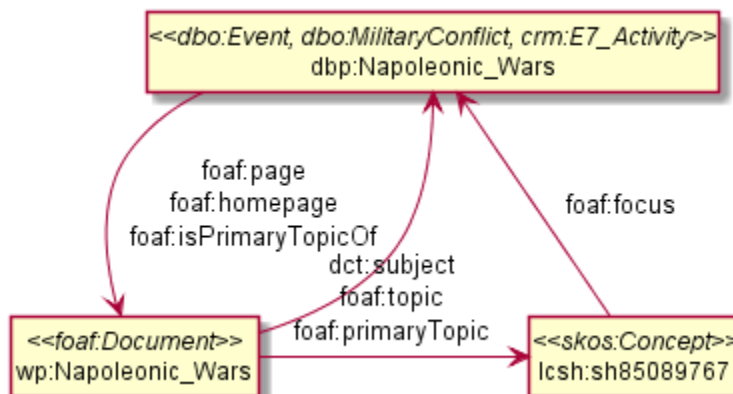 <<dbo:Event, dbo:MilitaryConflict, crm:E7_Activity>>
dbp:Napoleonic_Wars
foaf:page
foaf:homepage
foaf:isPrimaryTopicOf
foaf:focus
dct:subject
foaf:topic
foaf:primaryTopic
<<foaf:Document>>
wp:Napoleonic_Wars
<<skos:Concept>>
lcsh:sh85089767